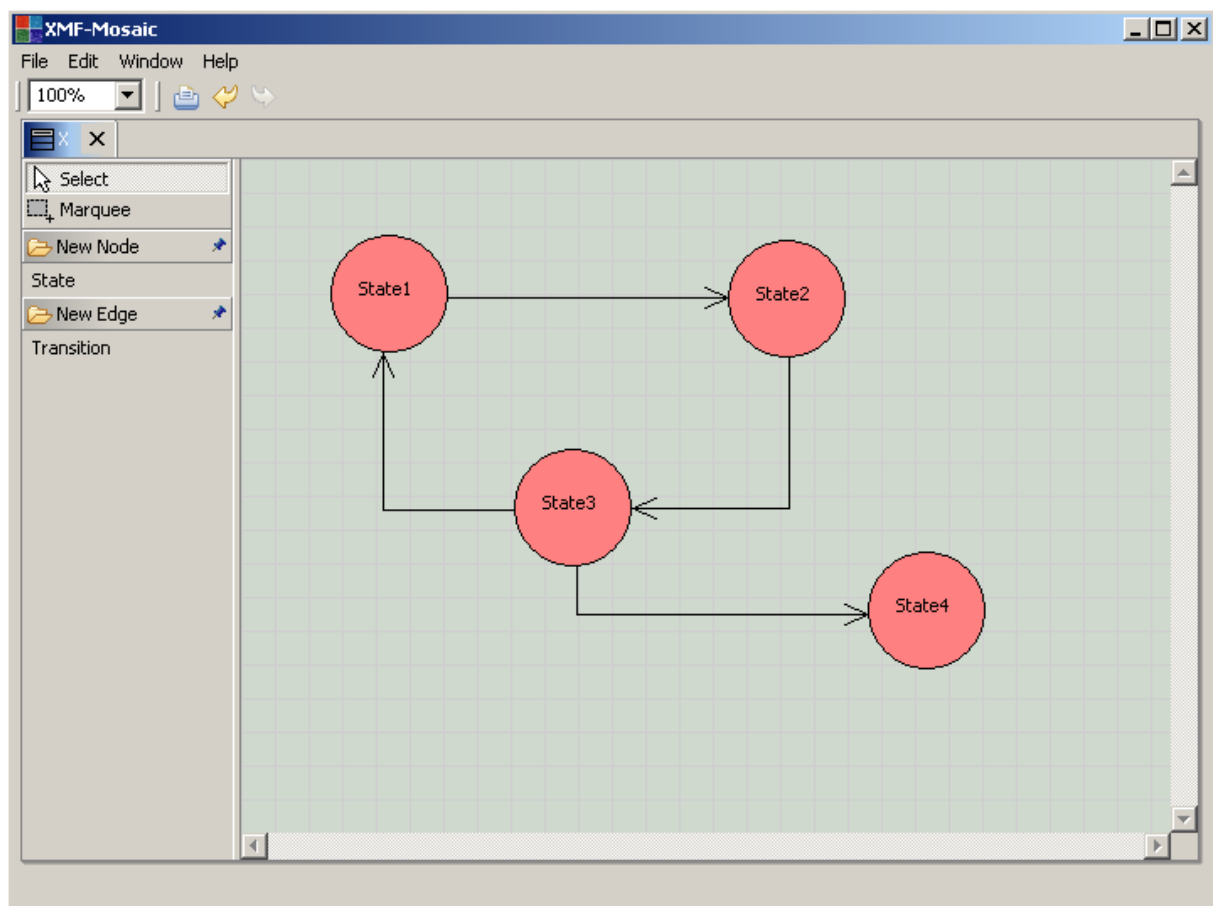 XMF-Mosaic
File Edit Window Help
100%
X
Select
Marquee
New Node
State
New Edge
Transition
State1
State2
State3
State4